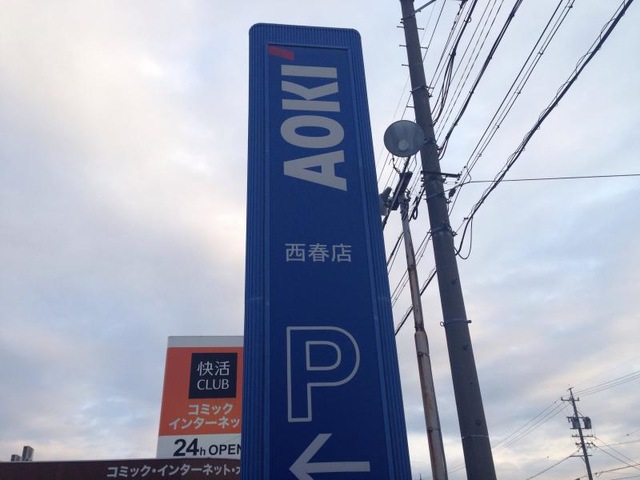 AOKI
西春店
P
快活
CLUB
コミック
インターネッ
24h OPEN
コミック・インターネット・